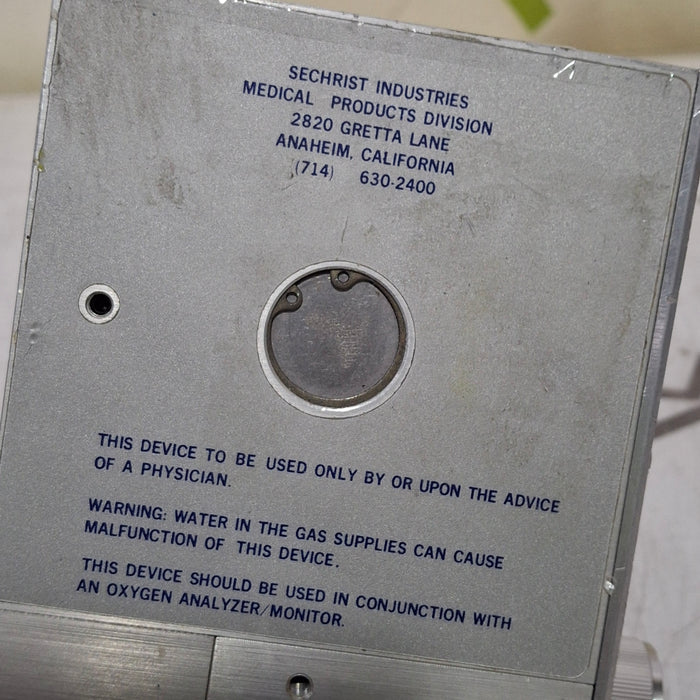 SECHRIST INDUSTRIES
MEDICAL PRODUCTS DIVISION
2820 GRETTA LANE
ANAHEIM, CALIFORNIA
(714) 630-2400
THIS DEVICE TO BE USED ONLY BY OR UPON THE ADVICE
OF A PHYSICIAN.
WARNING: WATER IN THE GAS SUPPLIES CAN CAUSE
MALFUNCTION OF THIS DEVICE.
THIS DEVICE SHOULD BE USED IN CONJUNCTION WITH
AN OXYGEN ANALYZER/MONITOR.